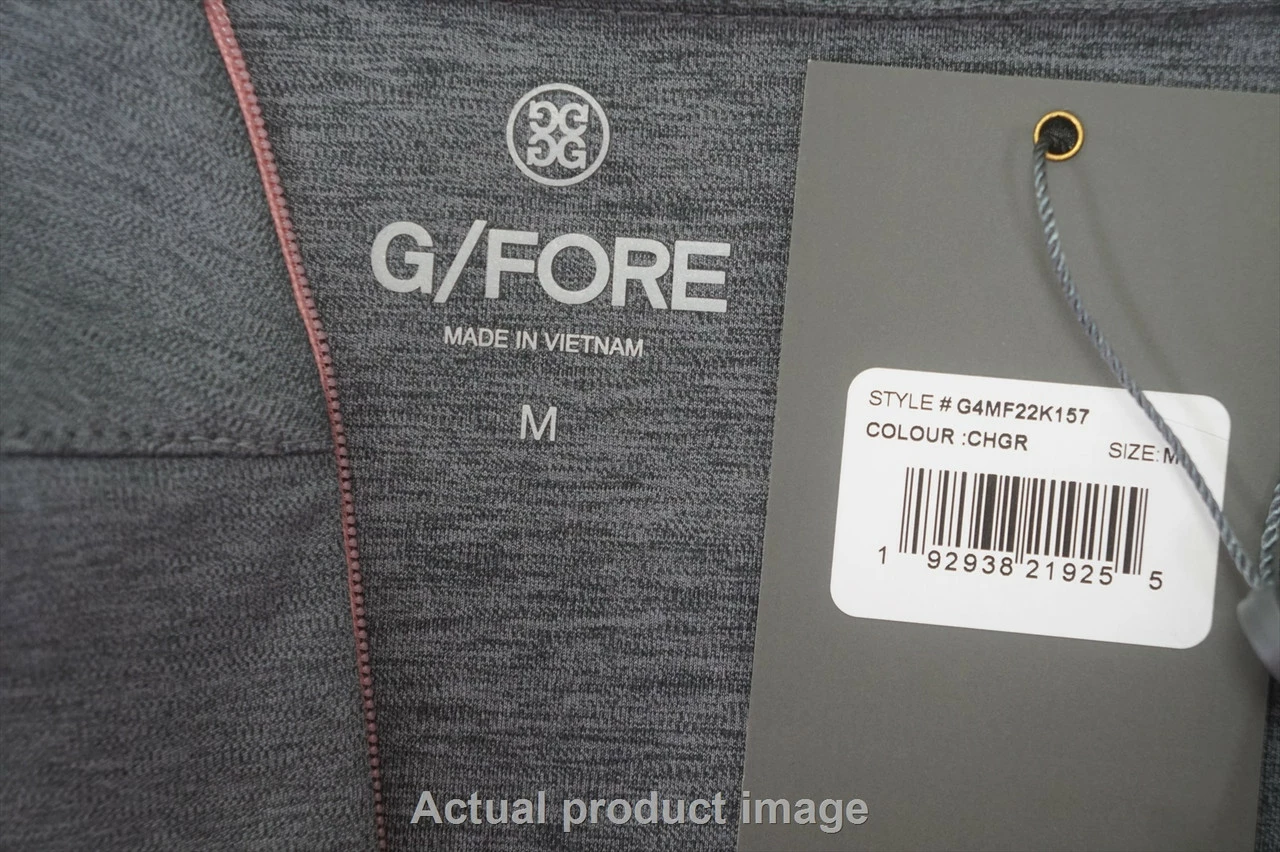 G/FORE
MADE IN VIETNAM
M
STYLE # G4MF22K157
COLOUR :CHGR SIZE: M
1 92938 21925 5
Actual product image